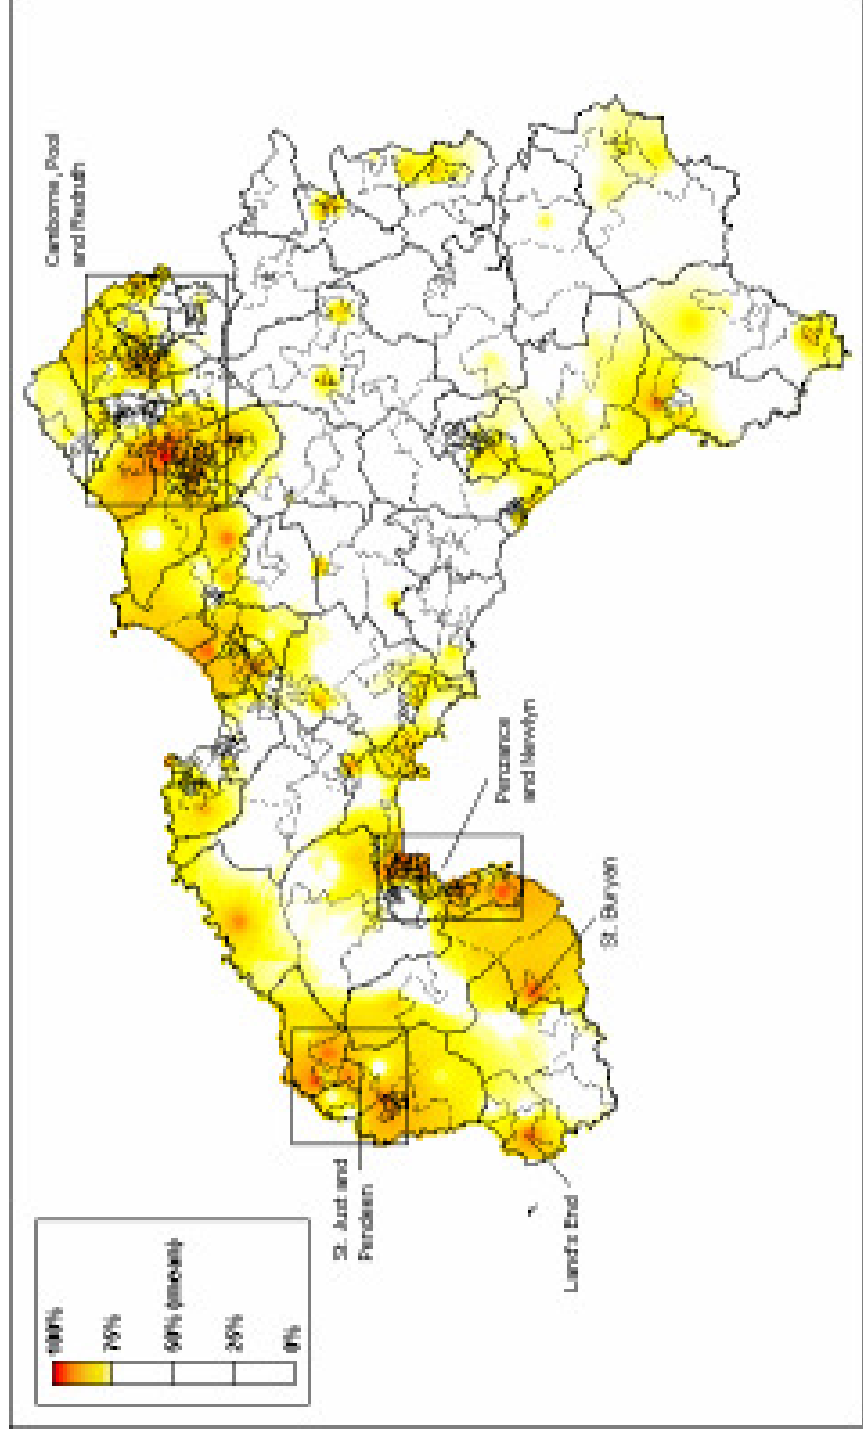 100%
75%
50% (mean)
25%
0%
St. Just and
Pendeen
Land's End
St. Buryan
Penzance
and Newlyn
Camborne, Pool
and Redruth